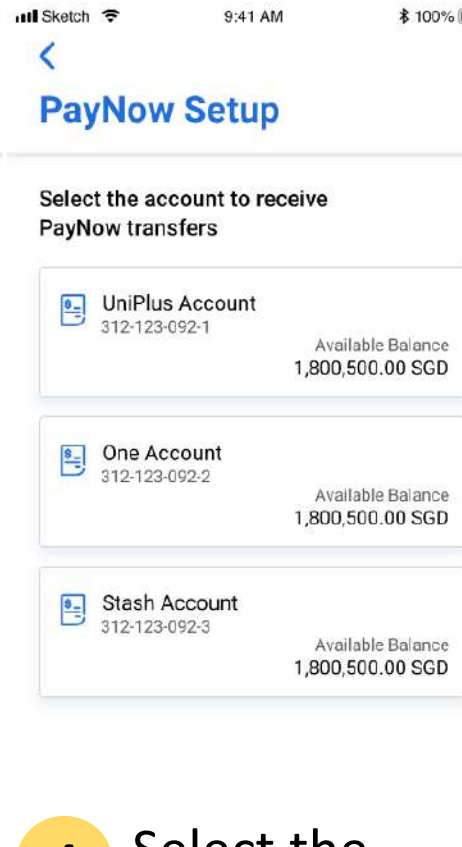 Sketch 9:41 AM 100%
PayNow Setup
Select the account to receive
PayNow transfers
UniPlus Account
312-123-092-1
Available Balance
1,800,500.00 SGD
One Account
312-123-092-2
Available Balance
1,800,500.00 SGD
Stash Account
312-123-092-3
Available Balance
1,800,500.00 SGD
Select the